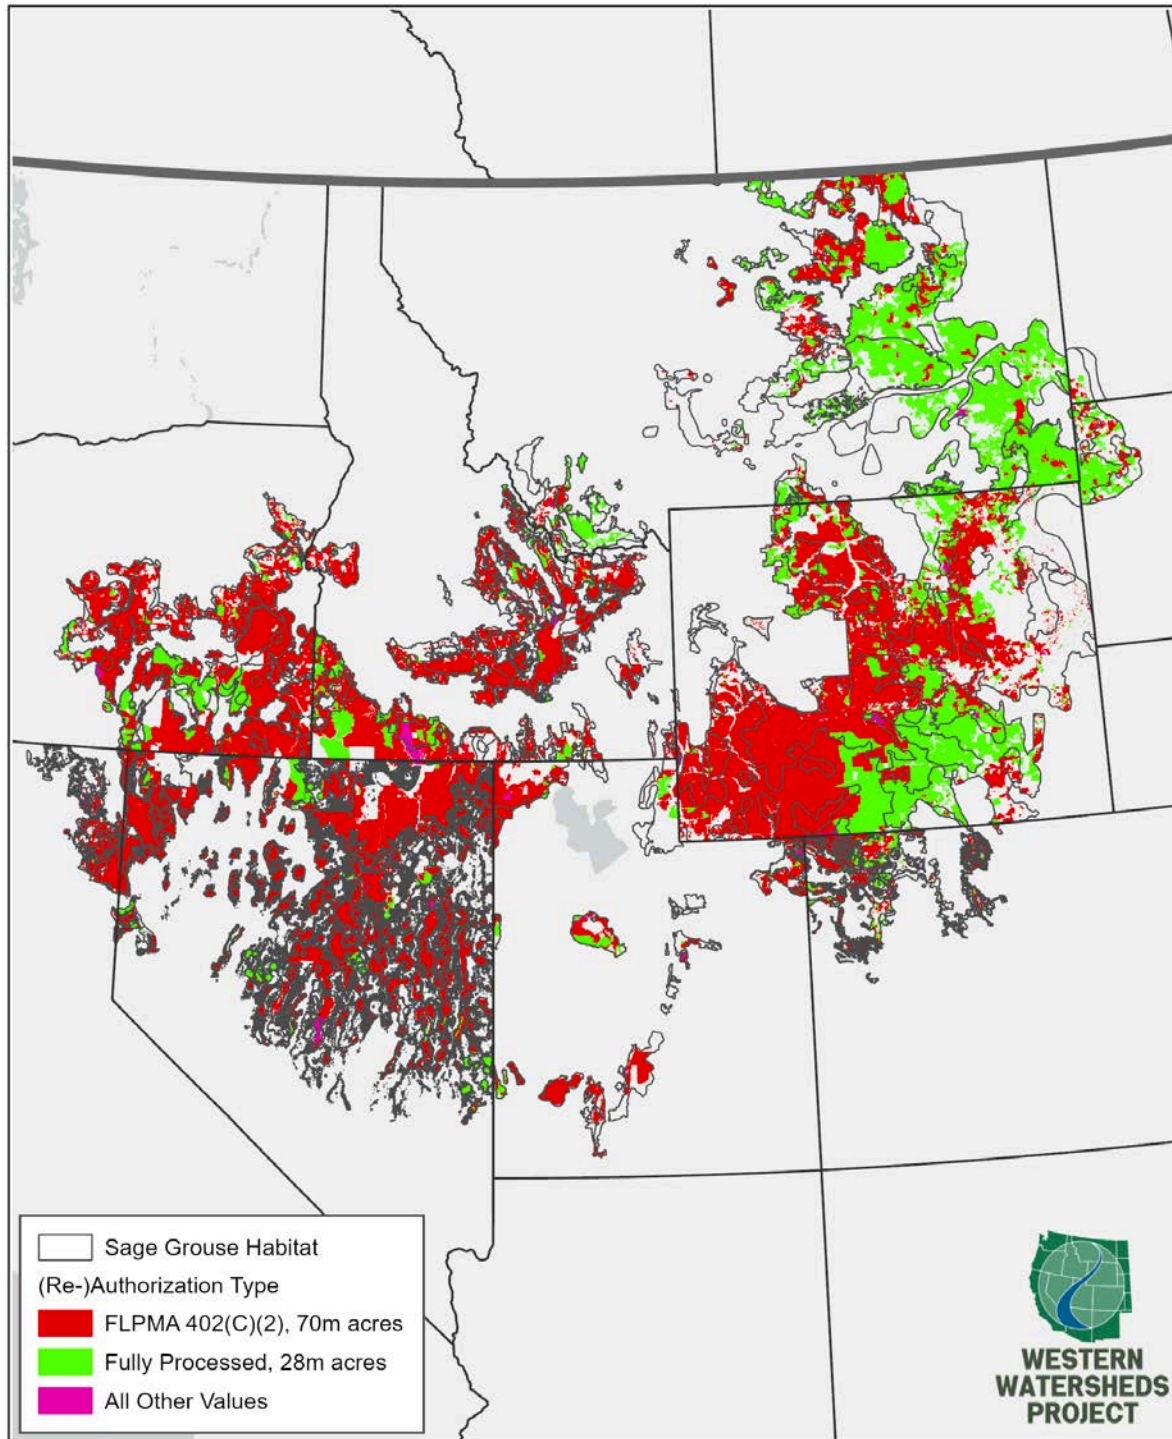 Sage Grouse Habitat
(Re-)Authorization Type
FLPMA 402(C)(2), 70m acres
Fully Processed, 28m acres
All Other Values
WESTERN
WATERSHEDS
PROJECT